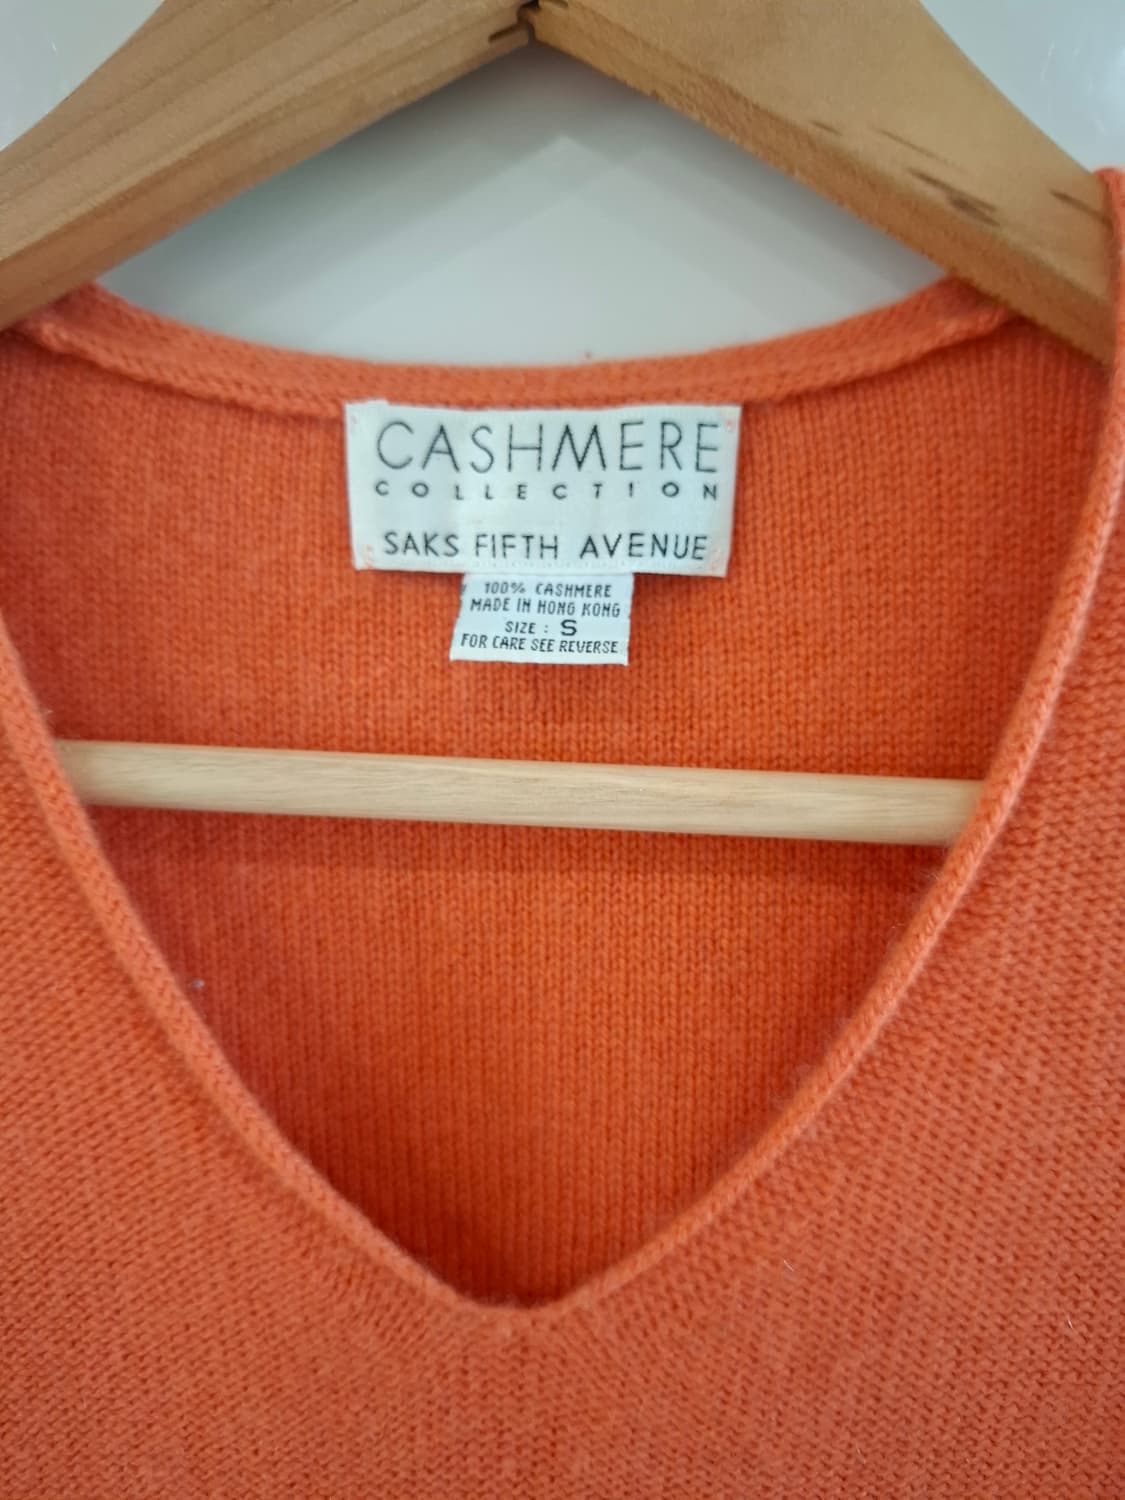 CASHMERE
COLLECTION
SAKS FIFTH AVENUE
100% CASHMERE
MADE IN HONG KONG
SIZE : S
FOR CARE SEE REVERSE